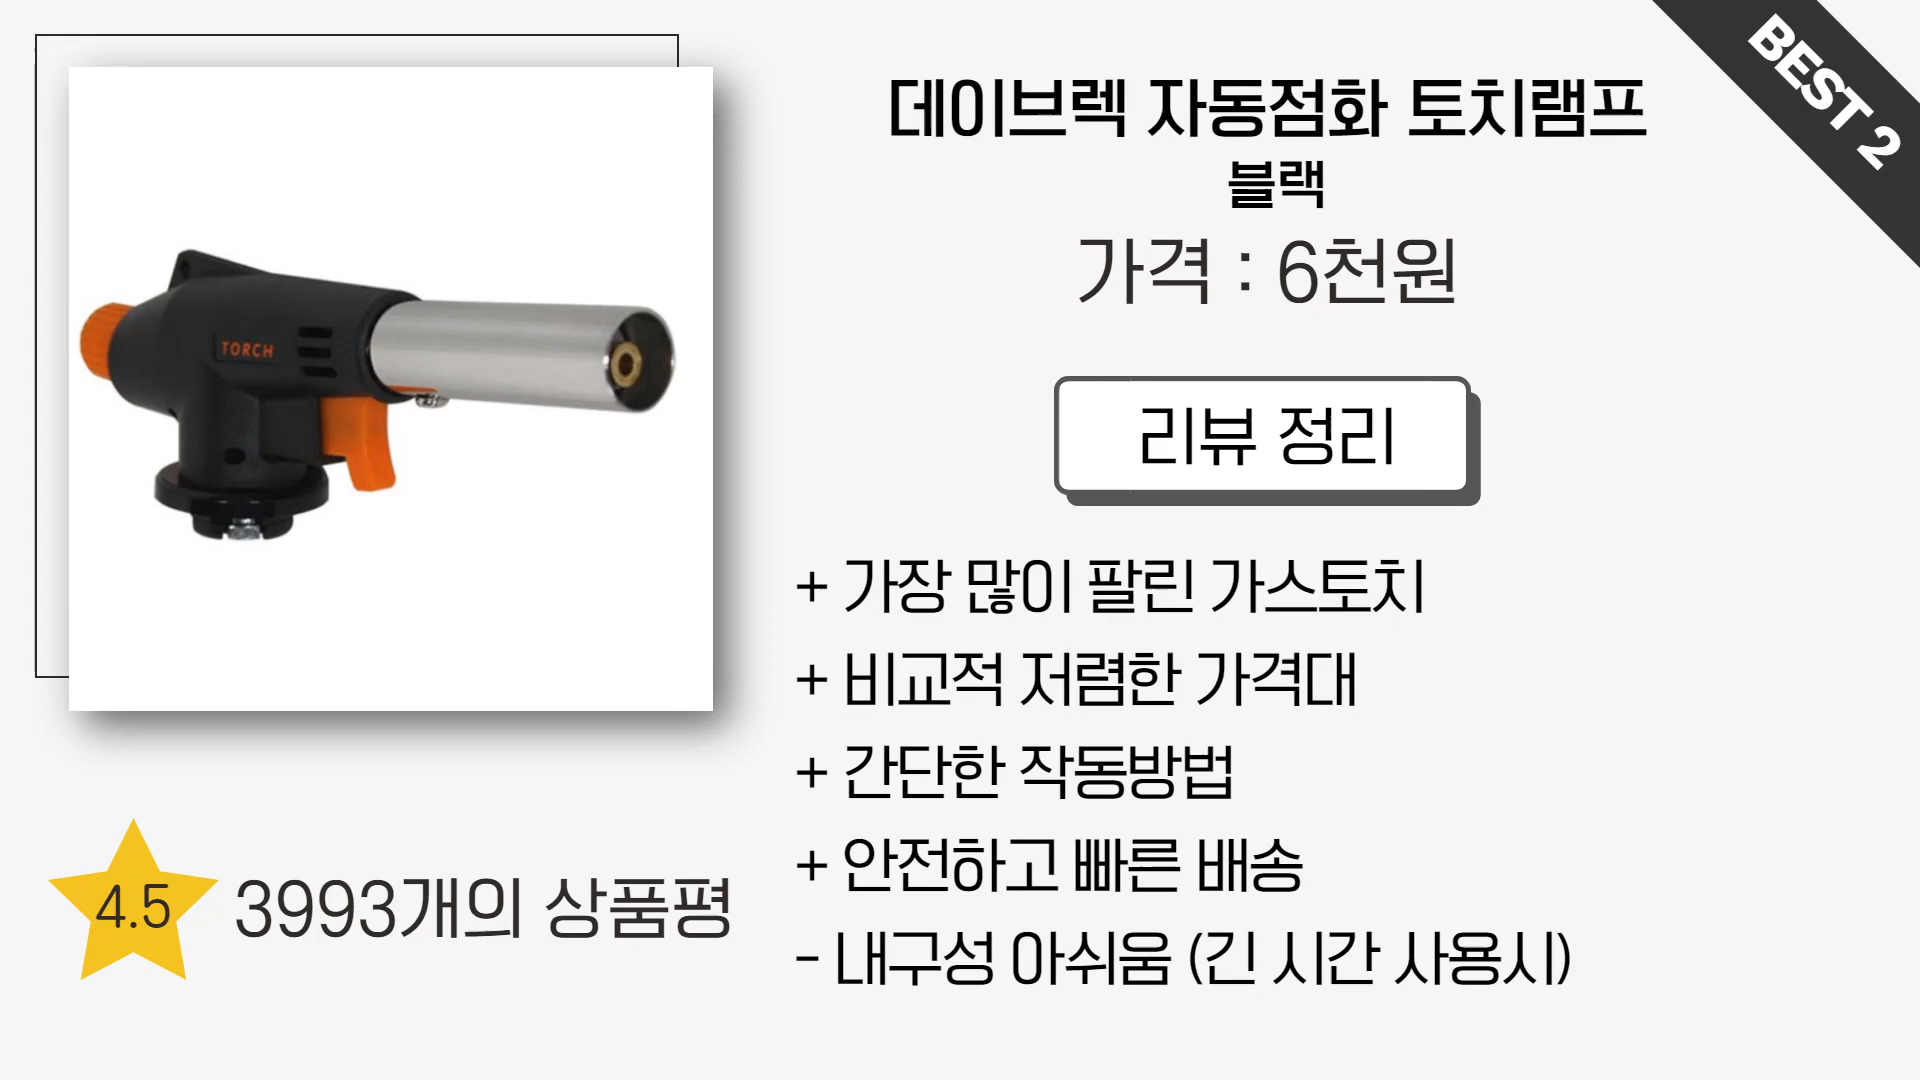 BEST 2
데이브렉 자동점화 토치램프
블랙
가격 : 6천원
TORCH
리뷰 정리
+ 가장 많이 팔린 가스토치
+ 비교적 저렴한 가격대
+ 간단한 작동방법
+ 안전하고 빠른 배송
- 내구성 아쉬움 (긴 시간 사용시)
4.5
3993개의 상품평